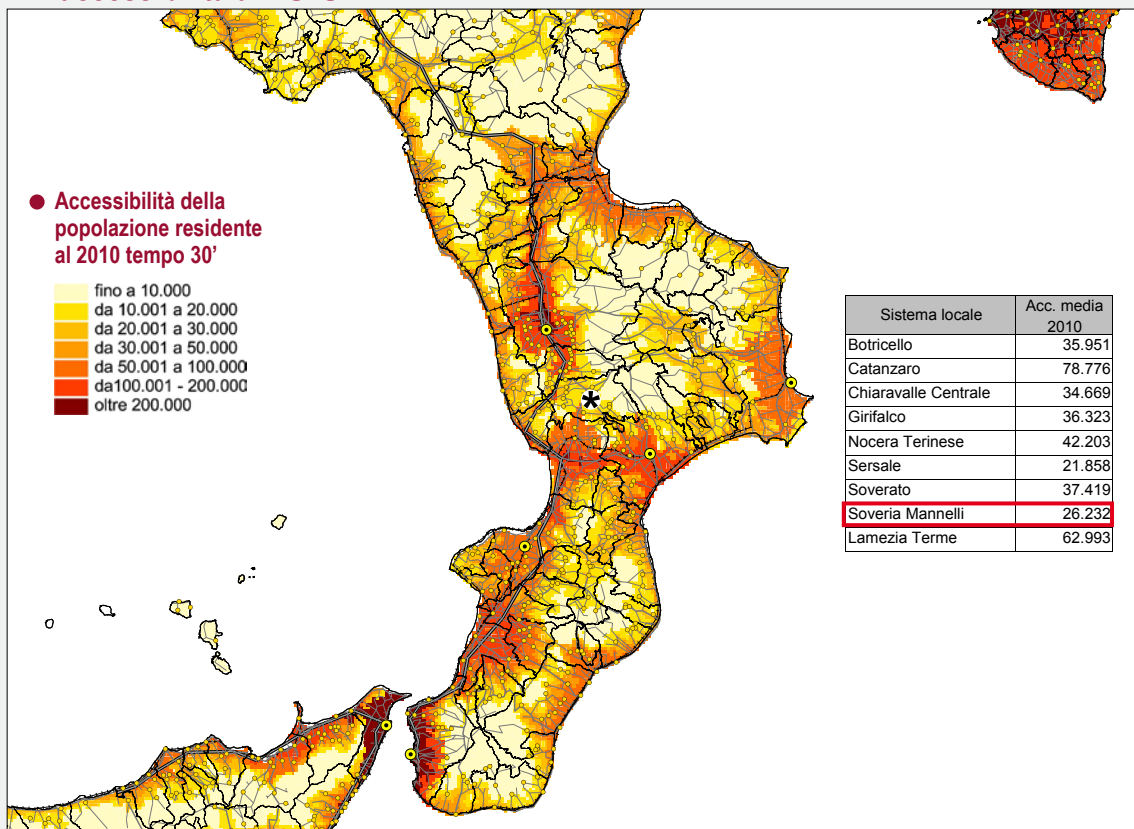 ● Accessibilità della
popolazione residente
al 2010 tempo 30'
fino a 10.000
da 10.001 a 20.000
da 20.001 a 30.000
da 30.001 a 50.000
da 50.001 a 100.000
da100.001 - 200.000
oltre 200.000
*
Sistema locale Acc. media 2010
Botricello 35.951
Catanzaro 78.776
Chiaravalle Centrale 34.669
Girifalco 36.323
Nocera Terinese 42.203
Sersale 21.858
Soverato 37.419
Soveria Mannelli 26.232
Lamezia Terme 62.993